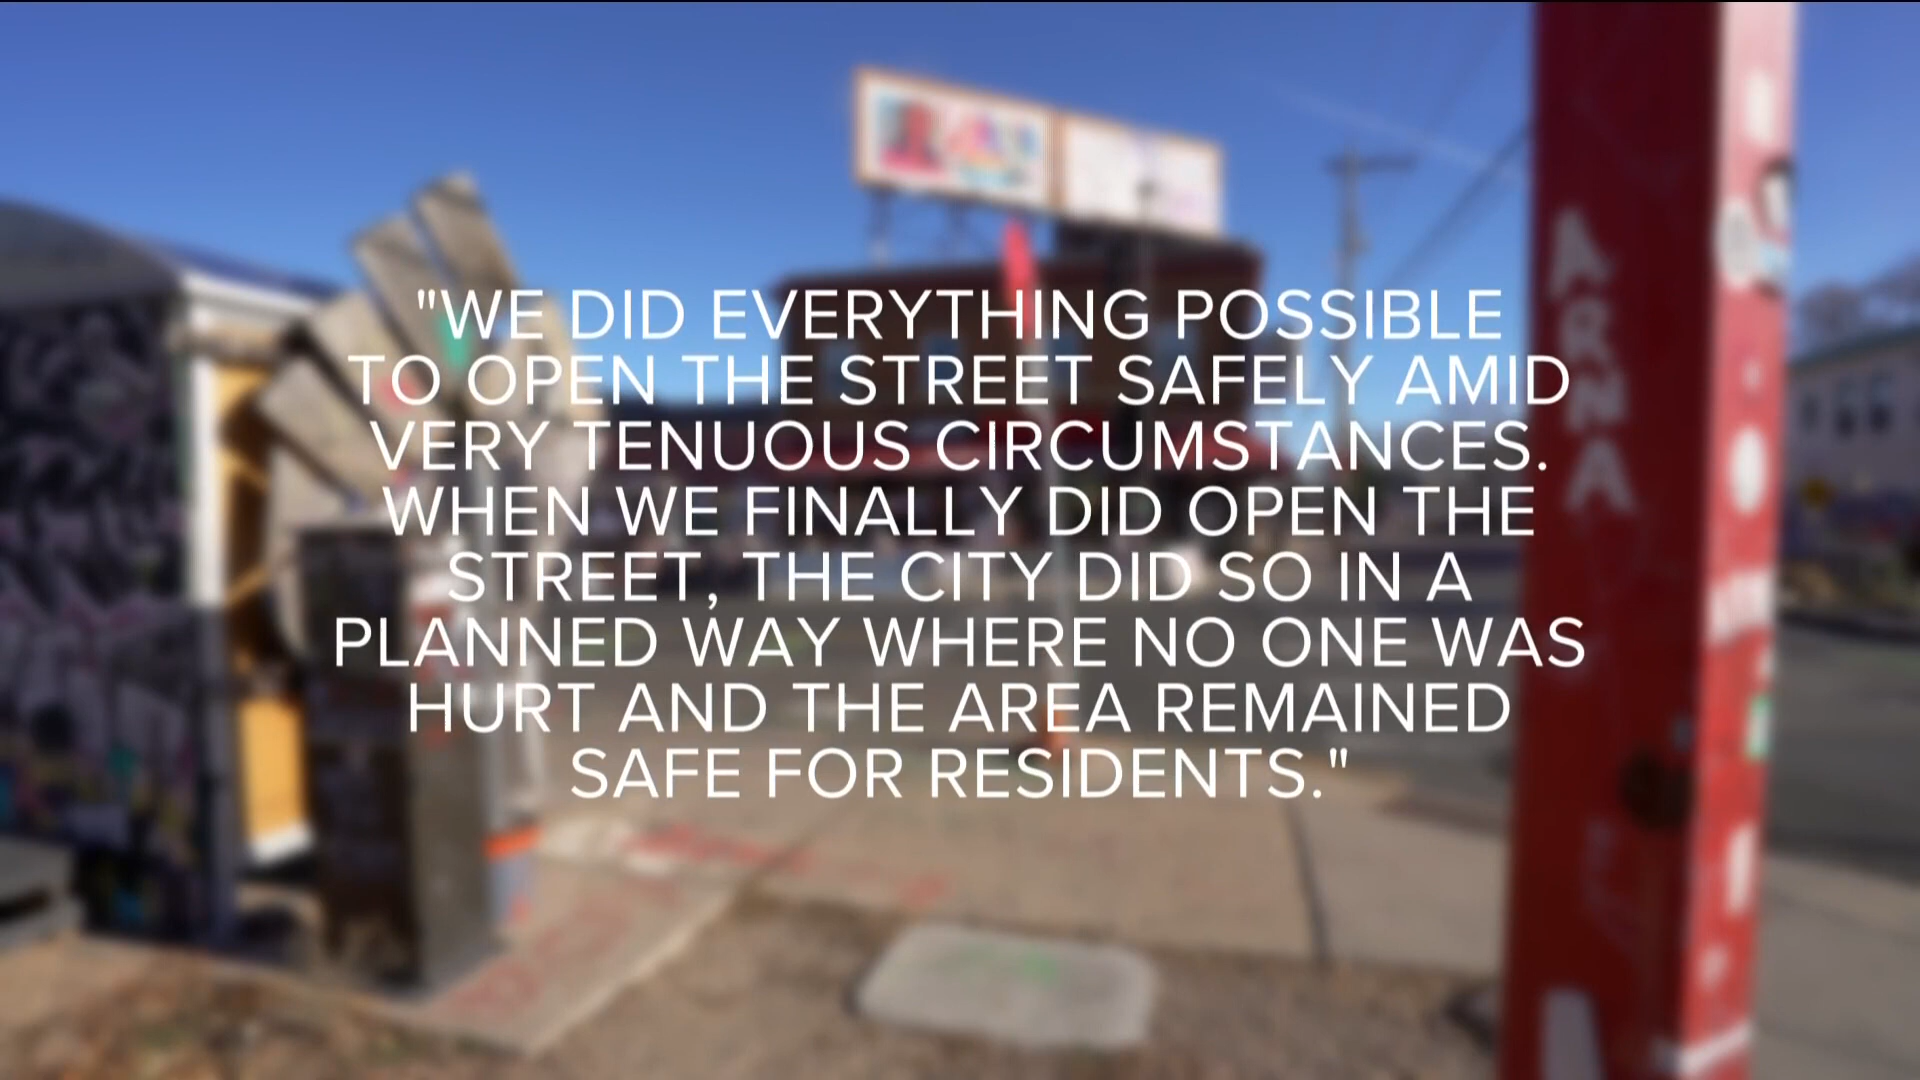 "WE DID EVERYTHING POSSIBLE
TO OPEN THE STREET SAFELY AMID
VERY TENUOUS CIRCUMSTANCES.
WHEN WE FINALLY DID OPEN THE
STREET, THE CITY DID SO IN A
PLANNED WAY WHERE NO ONE WAS
HURT AND THE AREA REMAINED
SAFE FOR RESIDENTS."
ARNA